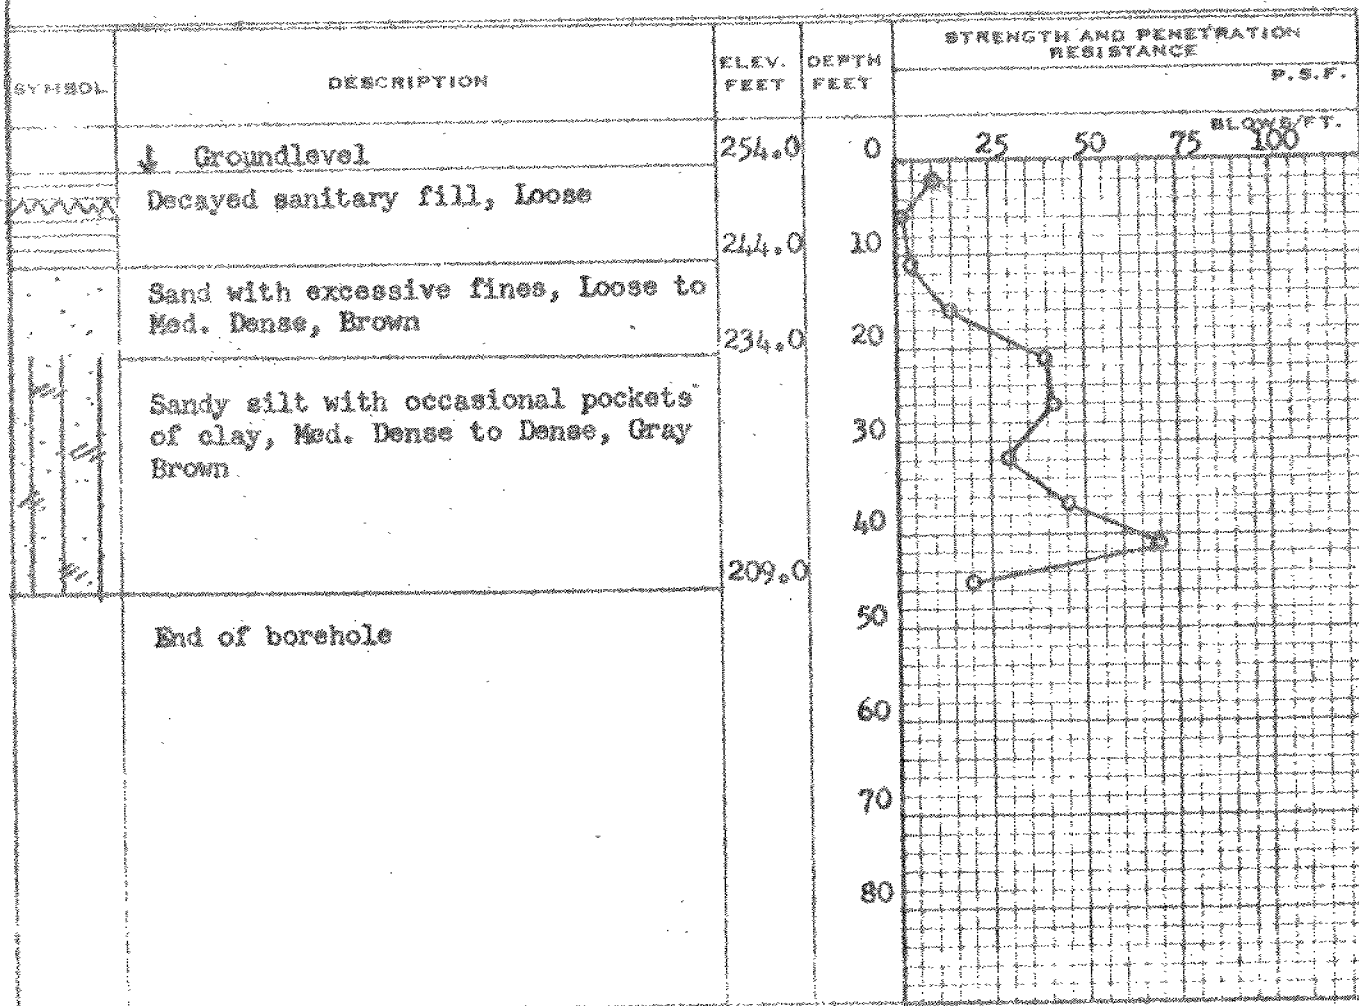 STRENGTH AND PENETRATION
RESISTANCE
SYMBOL
DESCRIPTION
ELEV.
FEET
DEPTH
FEET
P.S.F.
BLOWS/FT.
25 50 75 100
↓ Groundlevel
254.0
0
Decayed sanitary fill, Loose
244.0
10
Sand with excessive fines, Loose to
Med. Dense, Brown
234.0
20
Sandy silt with occasional pockets
of clay, Med. Dense to Dense, Gray
Brown
30
40
209.0
50
End of borehole
60
70
80